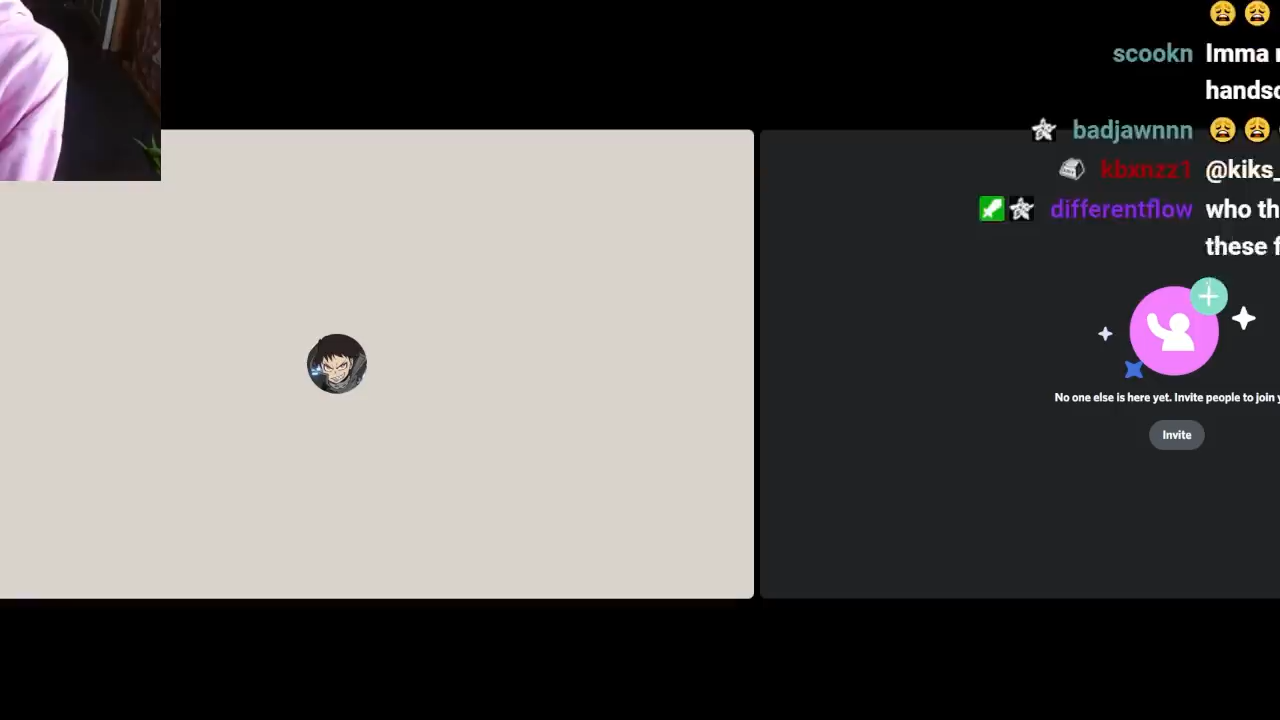 scookn Imma
handso
badjawnnn
kbxnzz1 @kiks_
differentflow who th
these f
No one else is here yet. Invite people to join
Invite